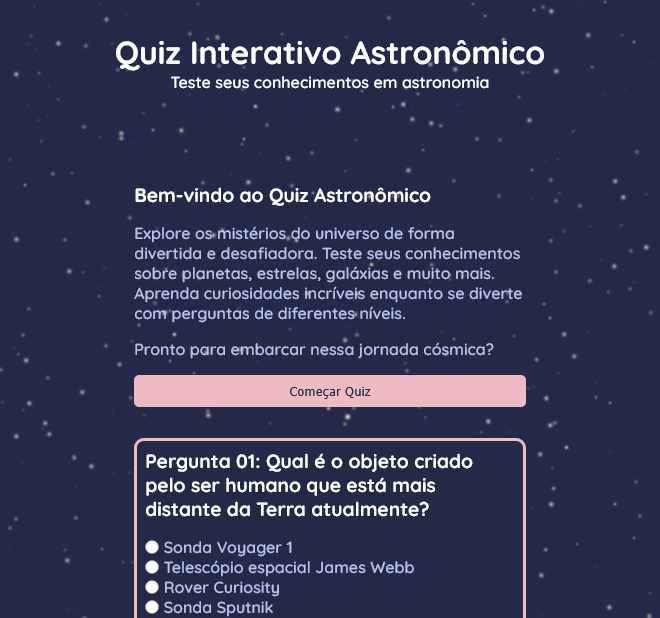 Quiz Interativo Astronômico
Teste seus conhecimentos em astronomia
Bem-vindo ao Quiz Astronômico
Explore os mistérios do universo de forma
divertida e desafiadora. Teste seus conhecimentos
sobre planetas, estrelas, galáxias e muito mais.
Aprenda curiosidades incríveis enquanto se diverte
com perguntas de diferentes níveis.
Pronto para embarcar nessa jornada cósmica?
Começar Quiz
Pergunta 01: Qual é o objeto criado
pelo ser humano que está mais
distante da Terra atualmente?
Sonda Voyager 1
Telescópio espacial James Webb
Rover Curiosity
Sonda Sputnik